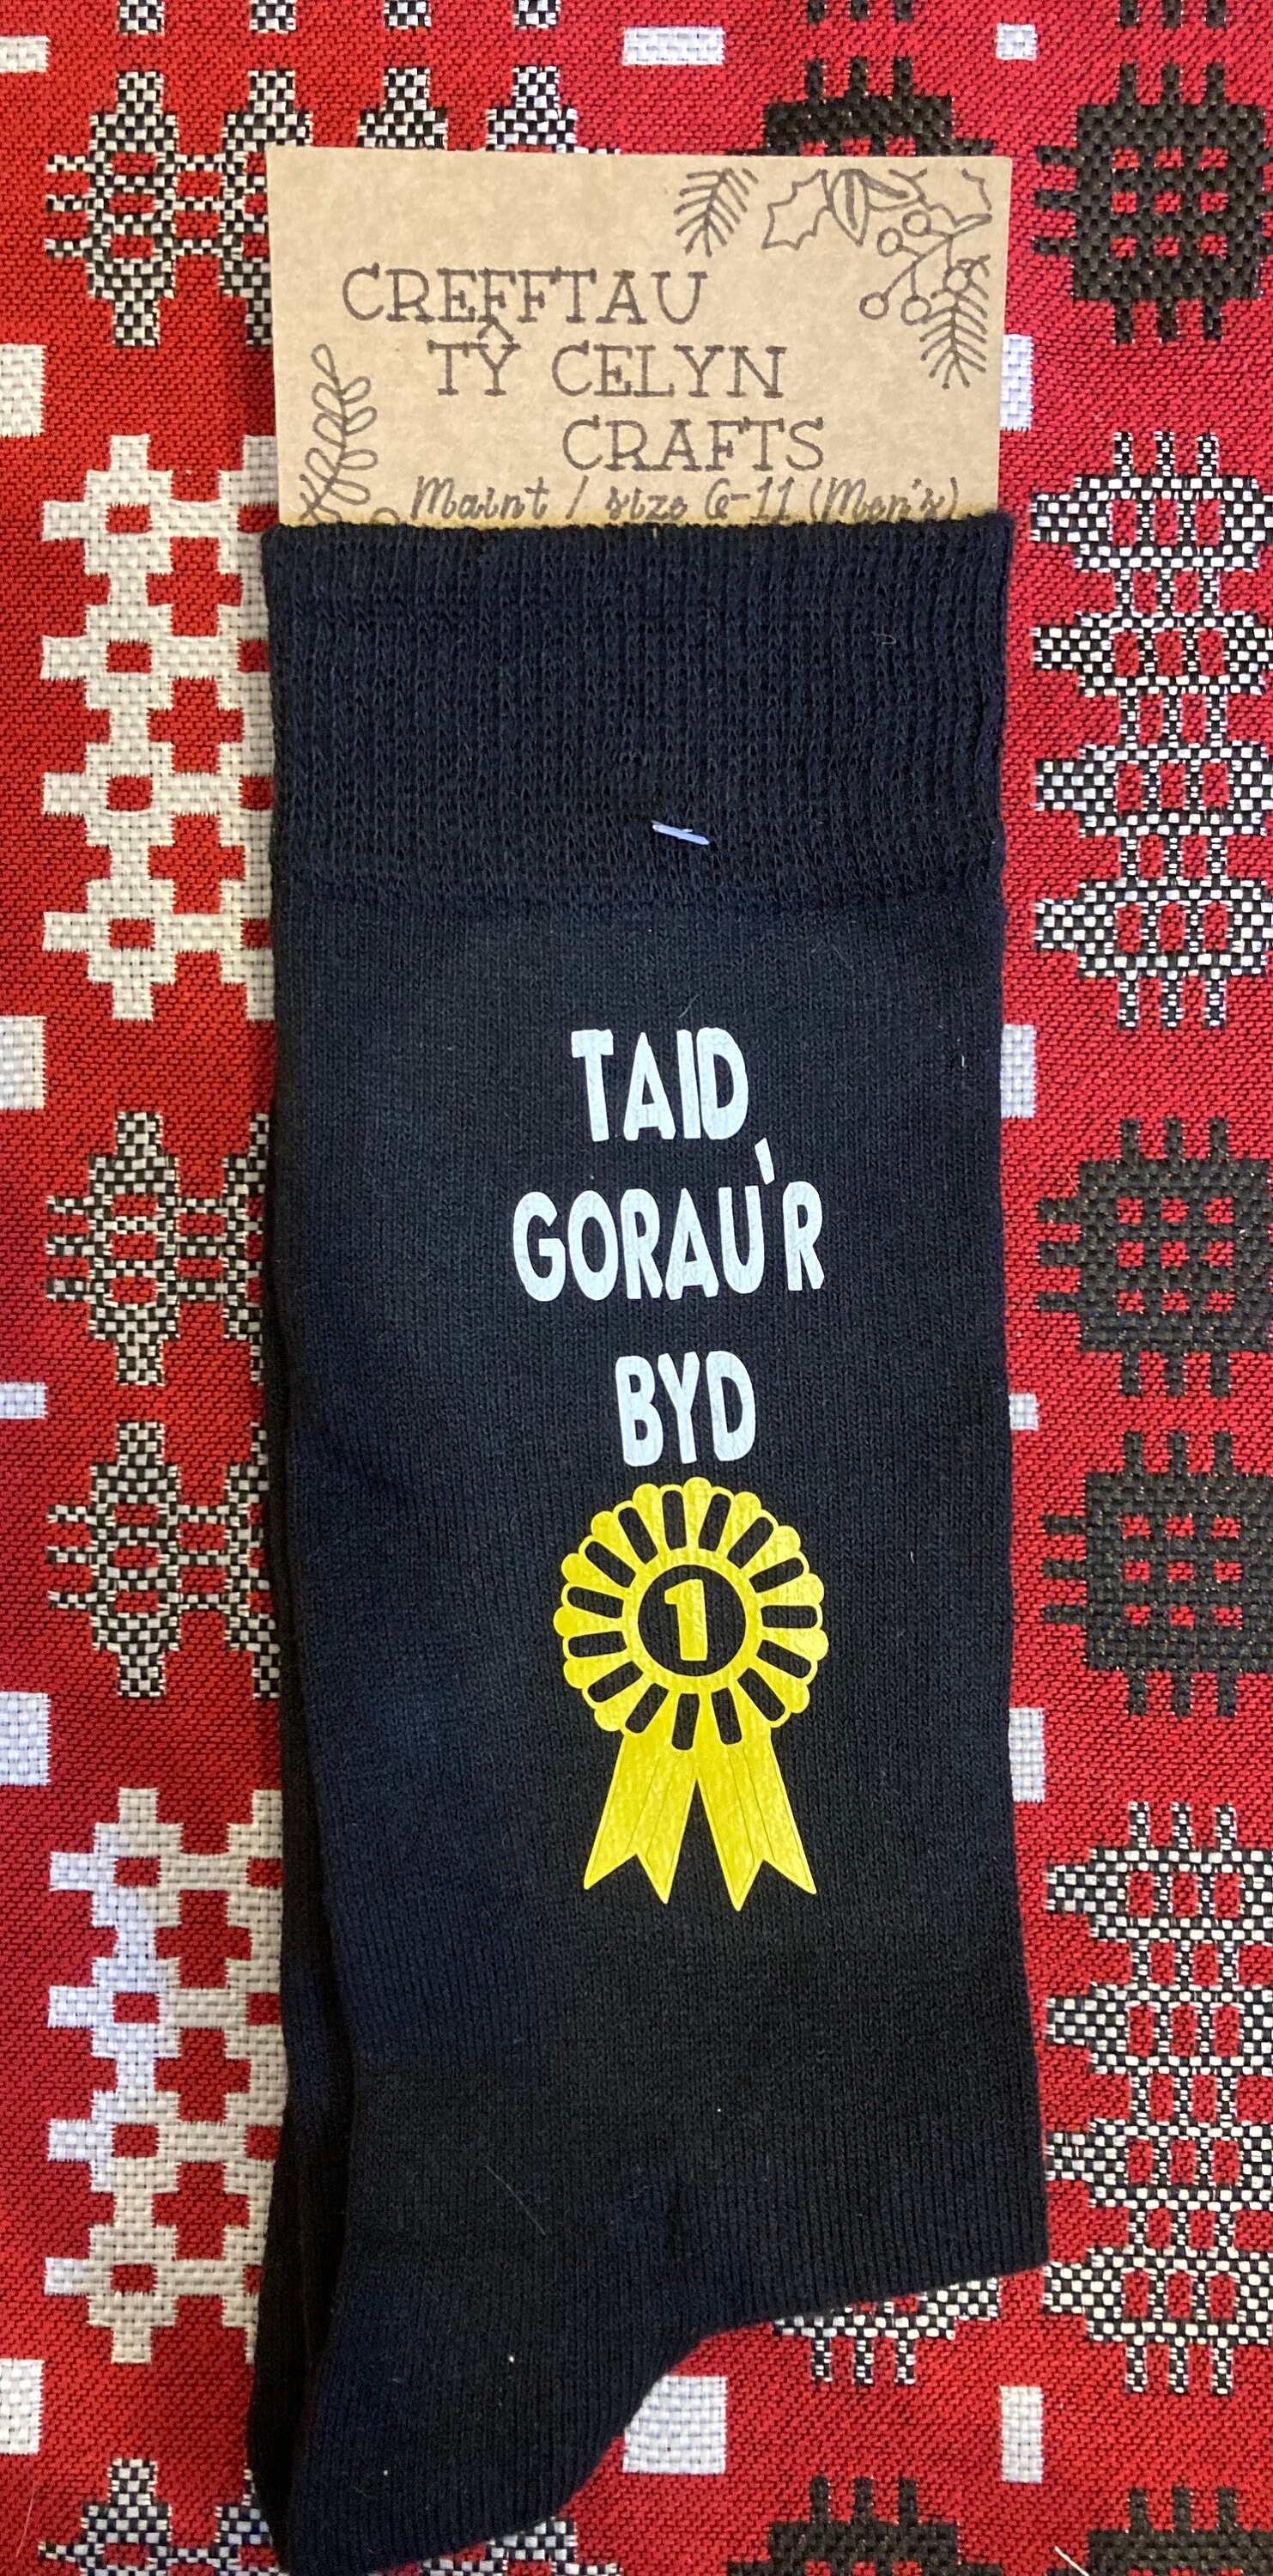 CREFFTAU
TŶ CELYN
CRAFTS
Maint / size 6-11 (Men's)
TAID
GORAU'R
BYD
1